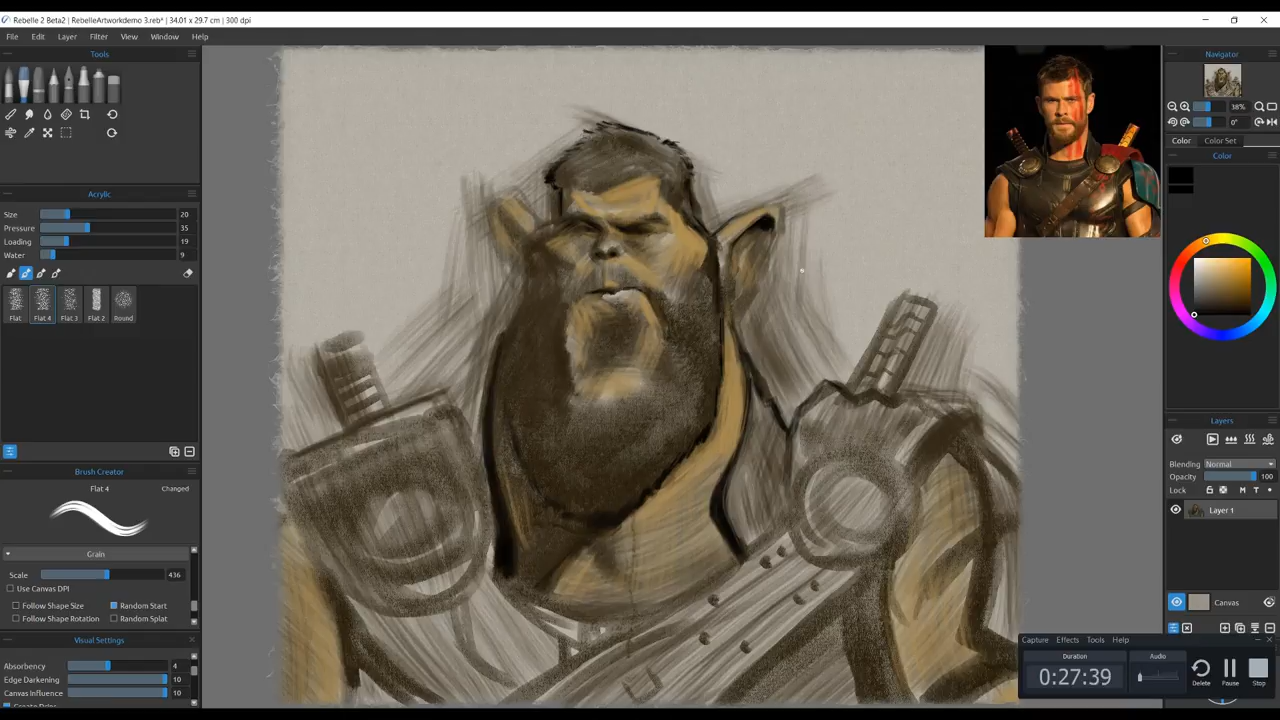 Rebelle 2 Beta2 | RebelleArtworkdemo 3.reb* | 34.01 x 29.7 cm | 300 dpi
File Edit Layer Filter View Window Help
Tools
Acrylic
Size 20
Pressure 35
Loading 19
Water 9
Flat Flat 4 Flat 3 Flat 2 Round
Brush Creator
Flat 4 Changed
Grain
Scale 436
Use Canvas DPI
Follow Shape Size Random Start
Follow Shape Rotation Random Splat
Visual Settings
Absorbency 4
Edge Darkening 10
Canvas Influence 10
Navigator
38%
0°
Color Color Set
Color
Layers
Blending Normal
Opacity 100
Lock M T
Layer 1
Canvas
Capture Effects Tools Help
Duration Audio
0:27:39
Delete Pause Stop